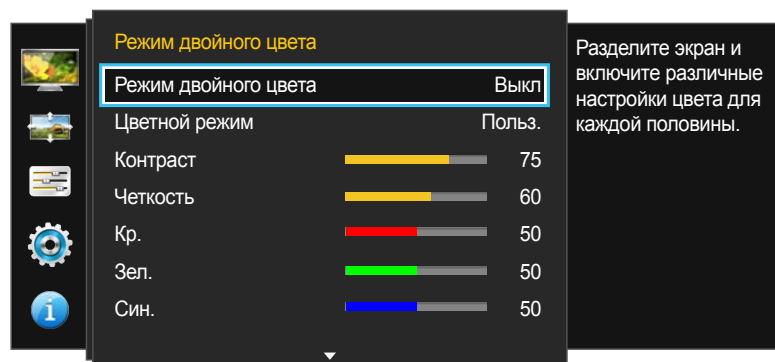 Режим двойного цвета
Режим двойного цвета Выкл
Цветной режим Польз.
Контраст 75
Четкость 60
Кр. 50
Зел. 50
Син. 50
Разделите экран и
включите различные
настройки цвета для
каждой половины.